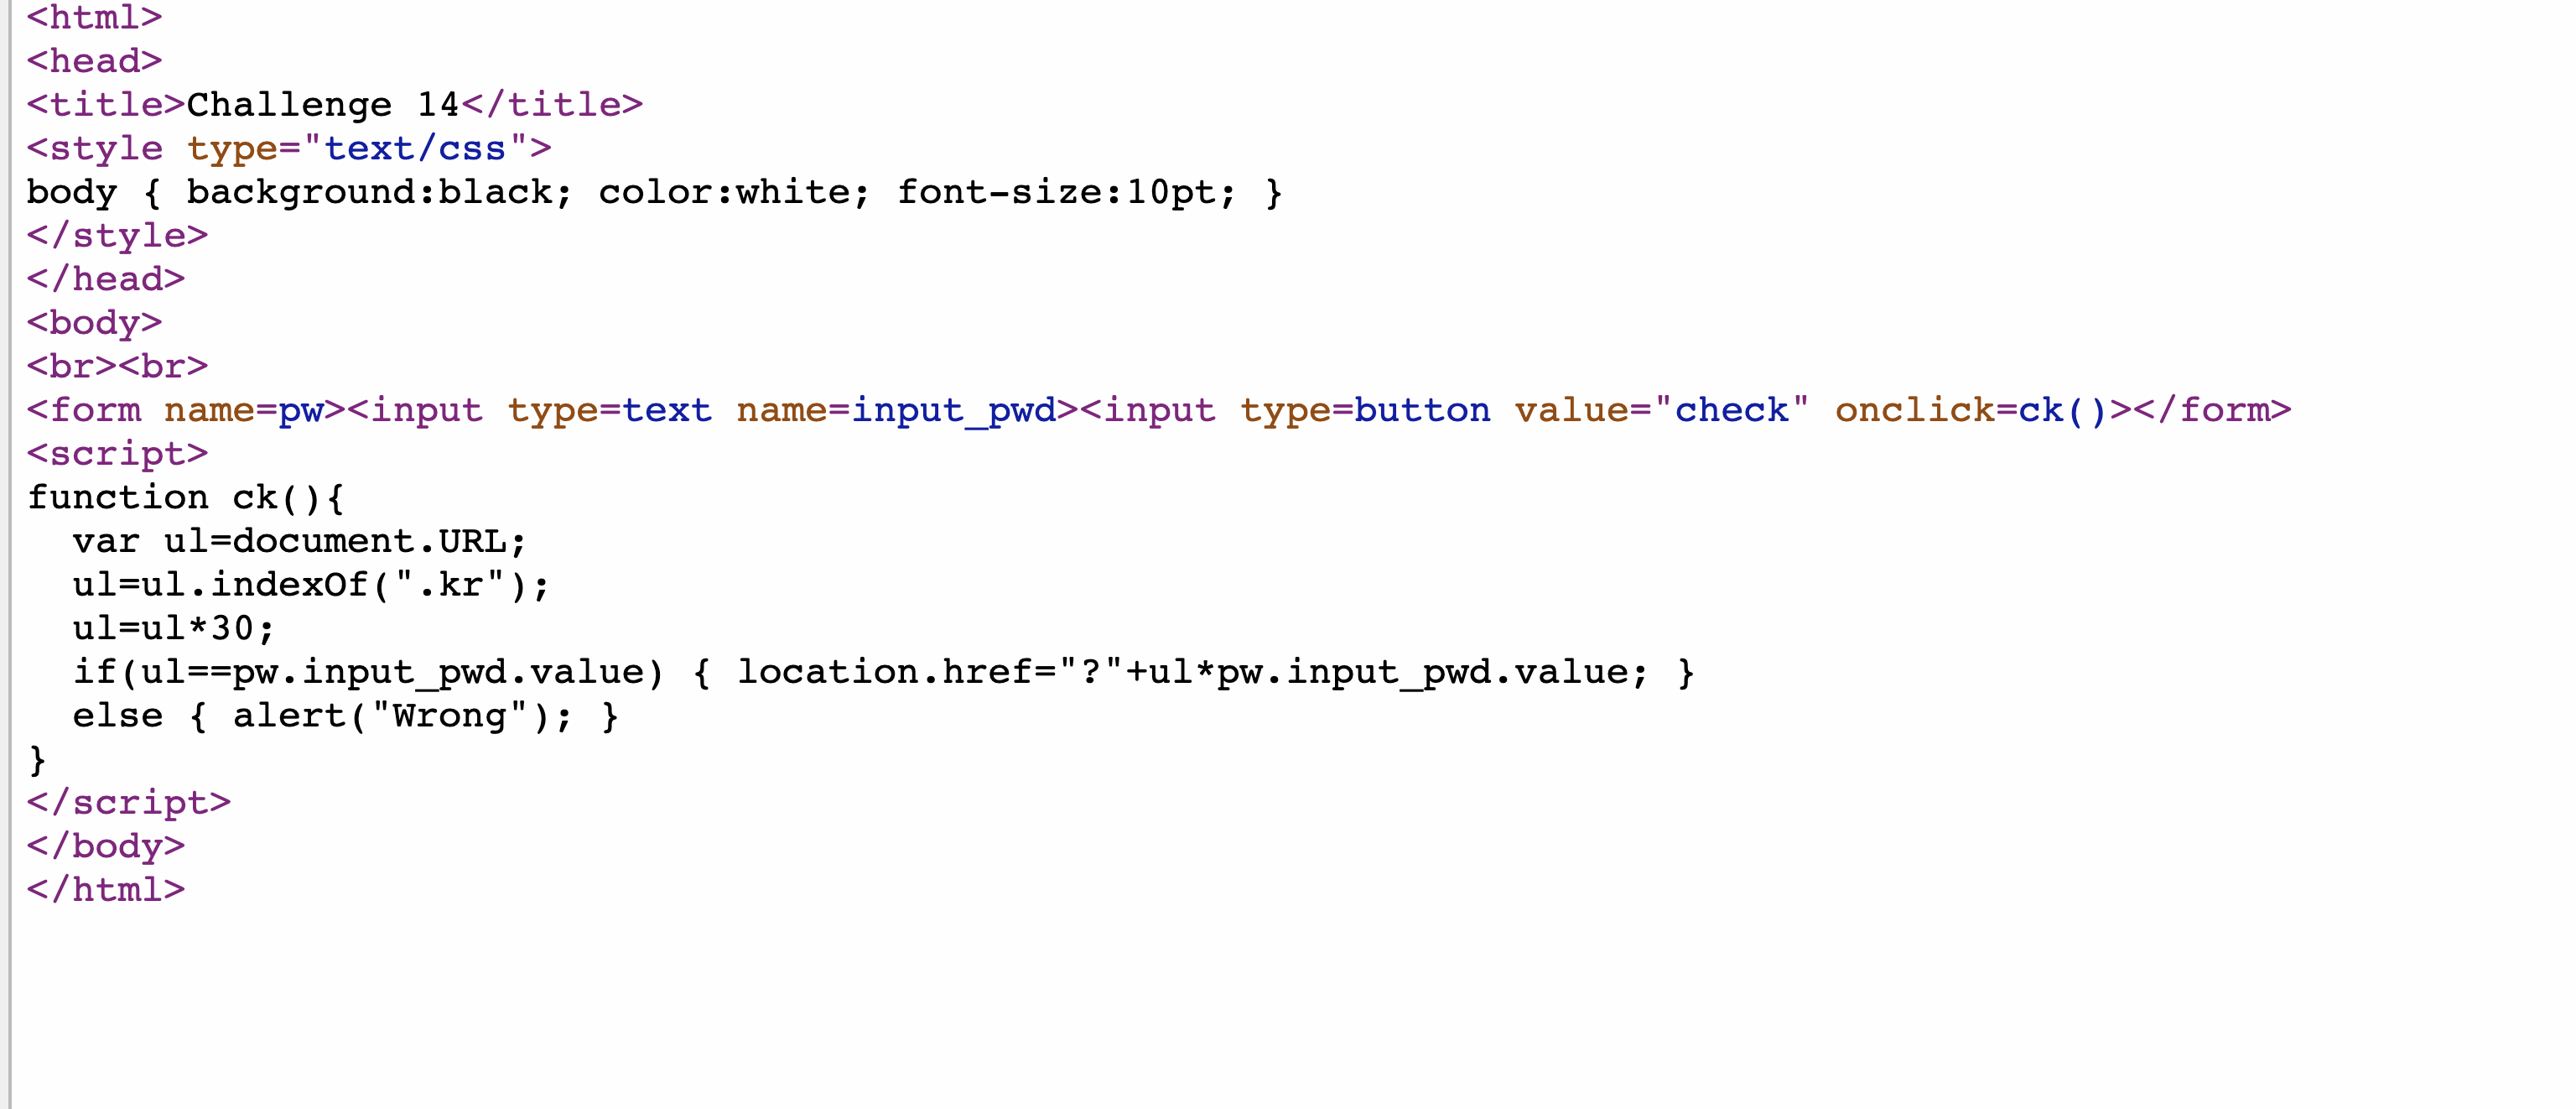 <html>
<head>
<title>Challenge 14</title>
<style type="text/css">
body { background:black; color:white; font-size:10pt; }
</style>
</head>
<body>
<br><br>
<form name=pw><input type=text name=input_pwd><input type=button value="check" onclick=ck()></form>
<script>
function ck(){
  var ul=document.URL;
  ul=ul.indexOf(".kr");
  ul=ul*30;
  if(ul==pw.input_pwd.value) { location.href="?"+ul*pw.input_pwd.value; }
  else { alert("Wrong"); }
}
</script>
</body>
</html>